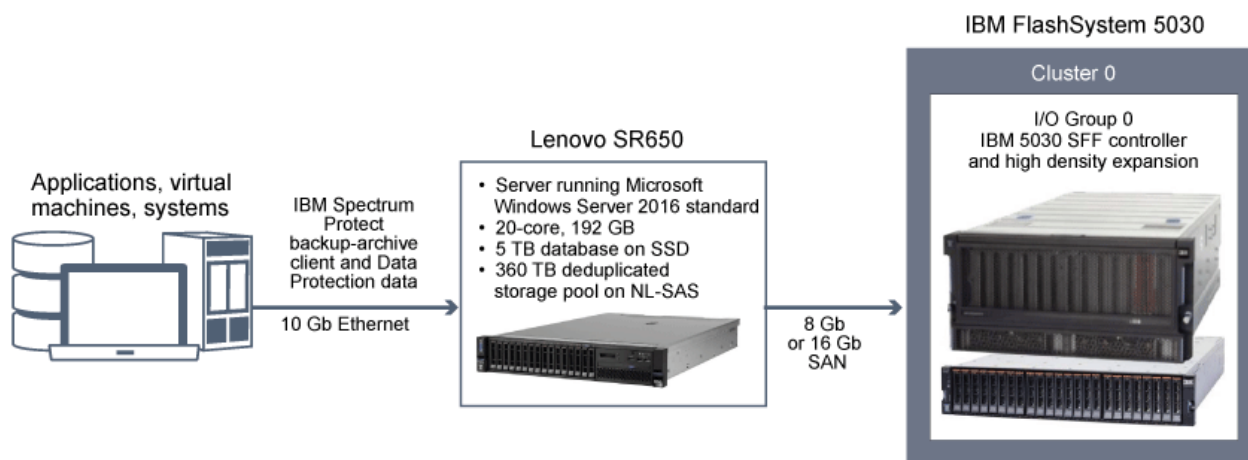 IBM FlashSystem 5030
Cluster 0
I/O Group 0
IBM 5030 SFF controller
and high density expansion
Lenovo SR650
• Server running Microsoft
Windows Server 2016 standard
• 20-core, 192 GB
• 5 TB database on SSD
• 360 TB deduplicated
storage pool on NL-SAS
Applications, virtual
machines, systems
IBM Spectrum
Protect
backup-archive
client and Data
Protection data
10 Gb Ethernet
8 Gb
or 16 Gb
SAN